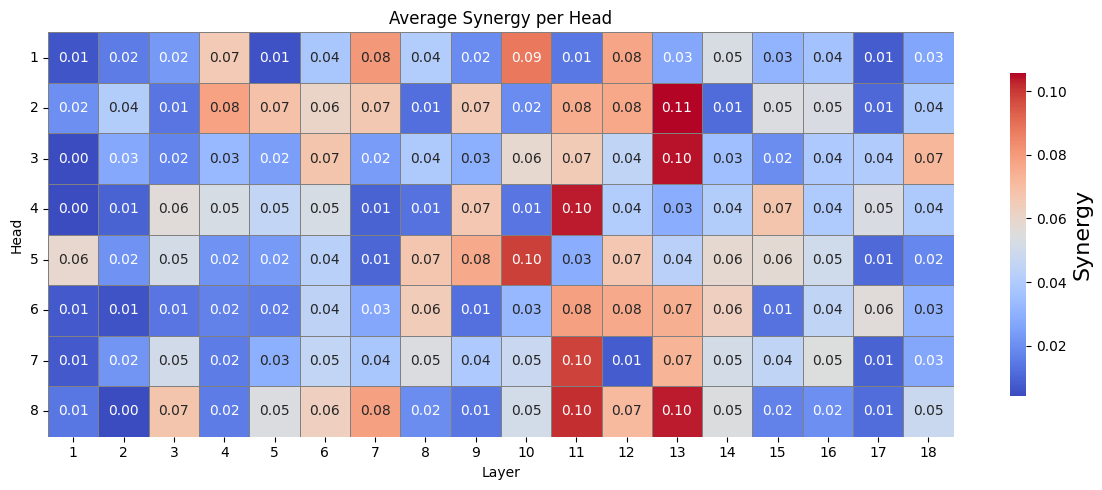 Average Synergy per Head
1 0.01 0.02 0.02 0.07 0.01 0.04 0.08 0.04 0.02 0.09 0.01 0.08 0.03 0.05 0.03 0.04 0.01 0.03
2 0.02 0.04 0.01 0.08 0.07 0.06 0.07 0.01 0.07 0.02 0.08 0.08 0.11 0.01 0.05 0.05 0.01 0.04
3 0.00 0.03 0.02 0.03 0.02 0.07 0.02 0.04 0.03 0.06 0.07 0.04 0.10 0.03 0.02 0.04 0.04 0.07
4 0.00 0.01 0.06 0.05 0.05 0.05 0.01 0.01 0.07 0.01 0.10 0.04 0.03 0.04 0.07 0.04 0.05 0.04
5 0.06 0.02 0.05 0.02 0.02 0.04 0.01 0.07 0.08 0.10 0.03 0.07 0.04 0.06 0.06 0.05 0.01 0.02
6 0.01 0.01 0.01 0.02 0.02 0.04 0.03 0.06 0.01 0.03 0.08 0.08 0.07 0.06 0.01 0.04 0.06 0.03
7 0.01 0.02 0.05 0.02 0.03 0.05 0.04 0.05 0.04 0.05 0.10 0.01 0.07 0.05 0.04 0.05 0.01 0.03
8 0.01 0.00 0.07 0.02 0.05 0.06 0.08 0.02 0.01 0.05 0.10 0.07 0.10 0.05 0.02 0.02 0.01 0.05
1 2 3 4 5 6 7 8 9 10 11 12 13 14 15 16 17 18
Layer
Head
0.10
0.08
0.06
0.04
0.02
Synergy